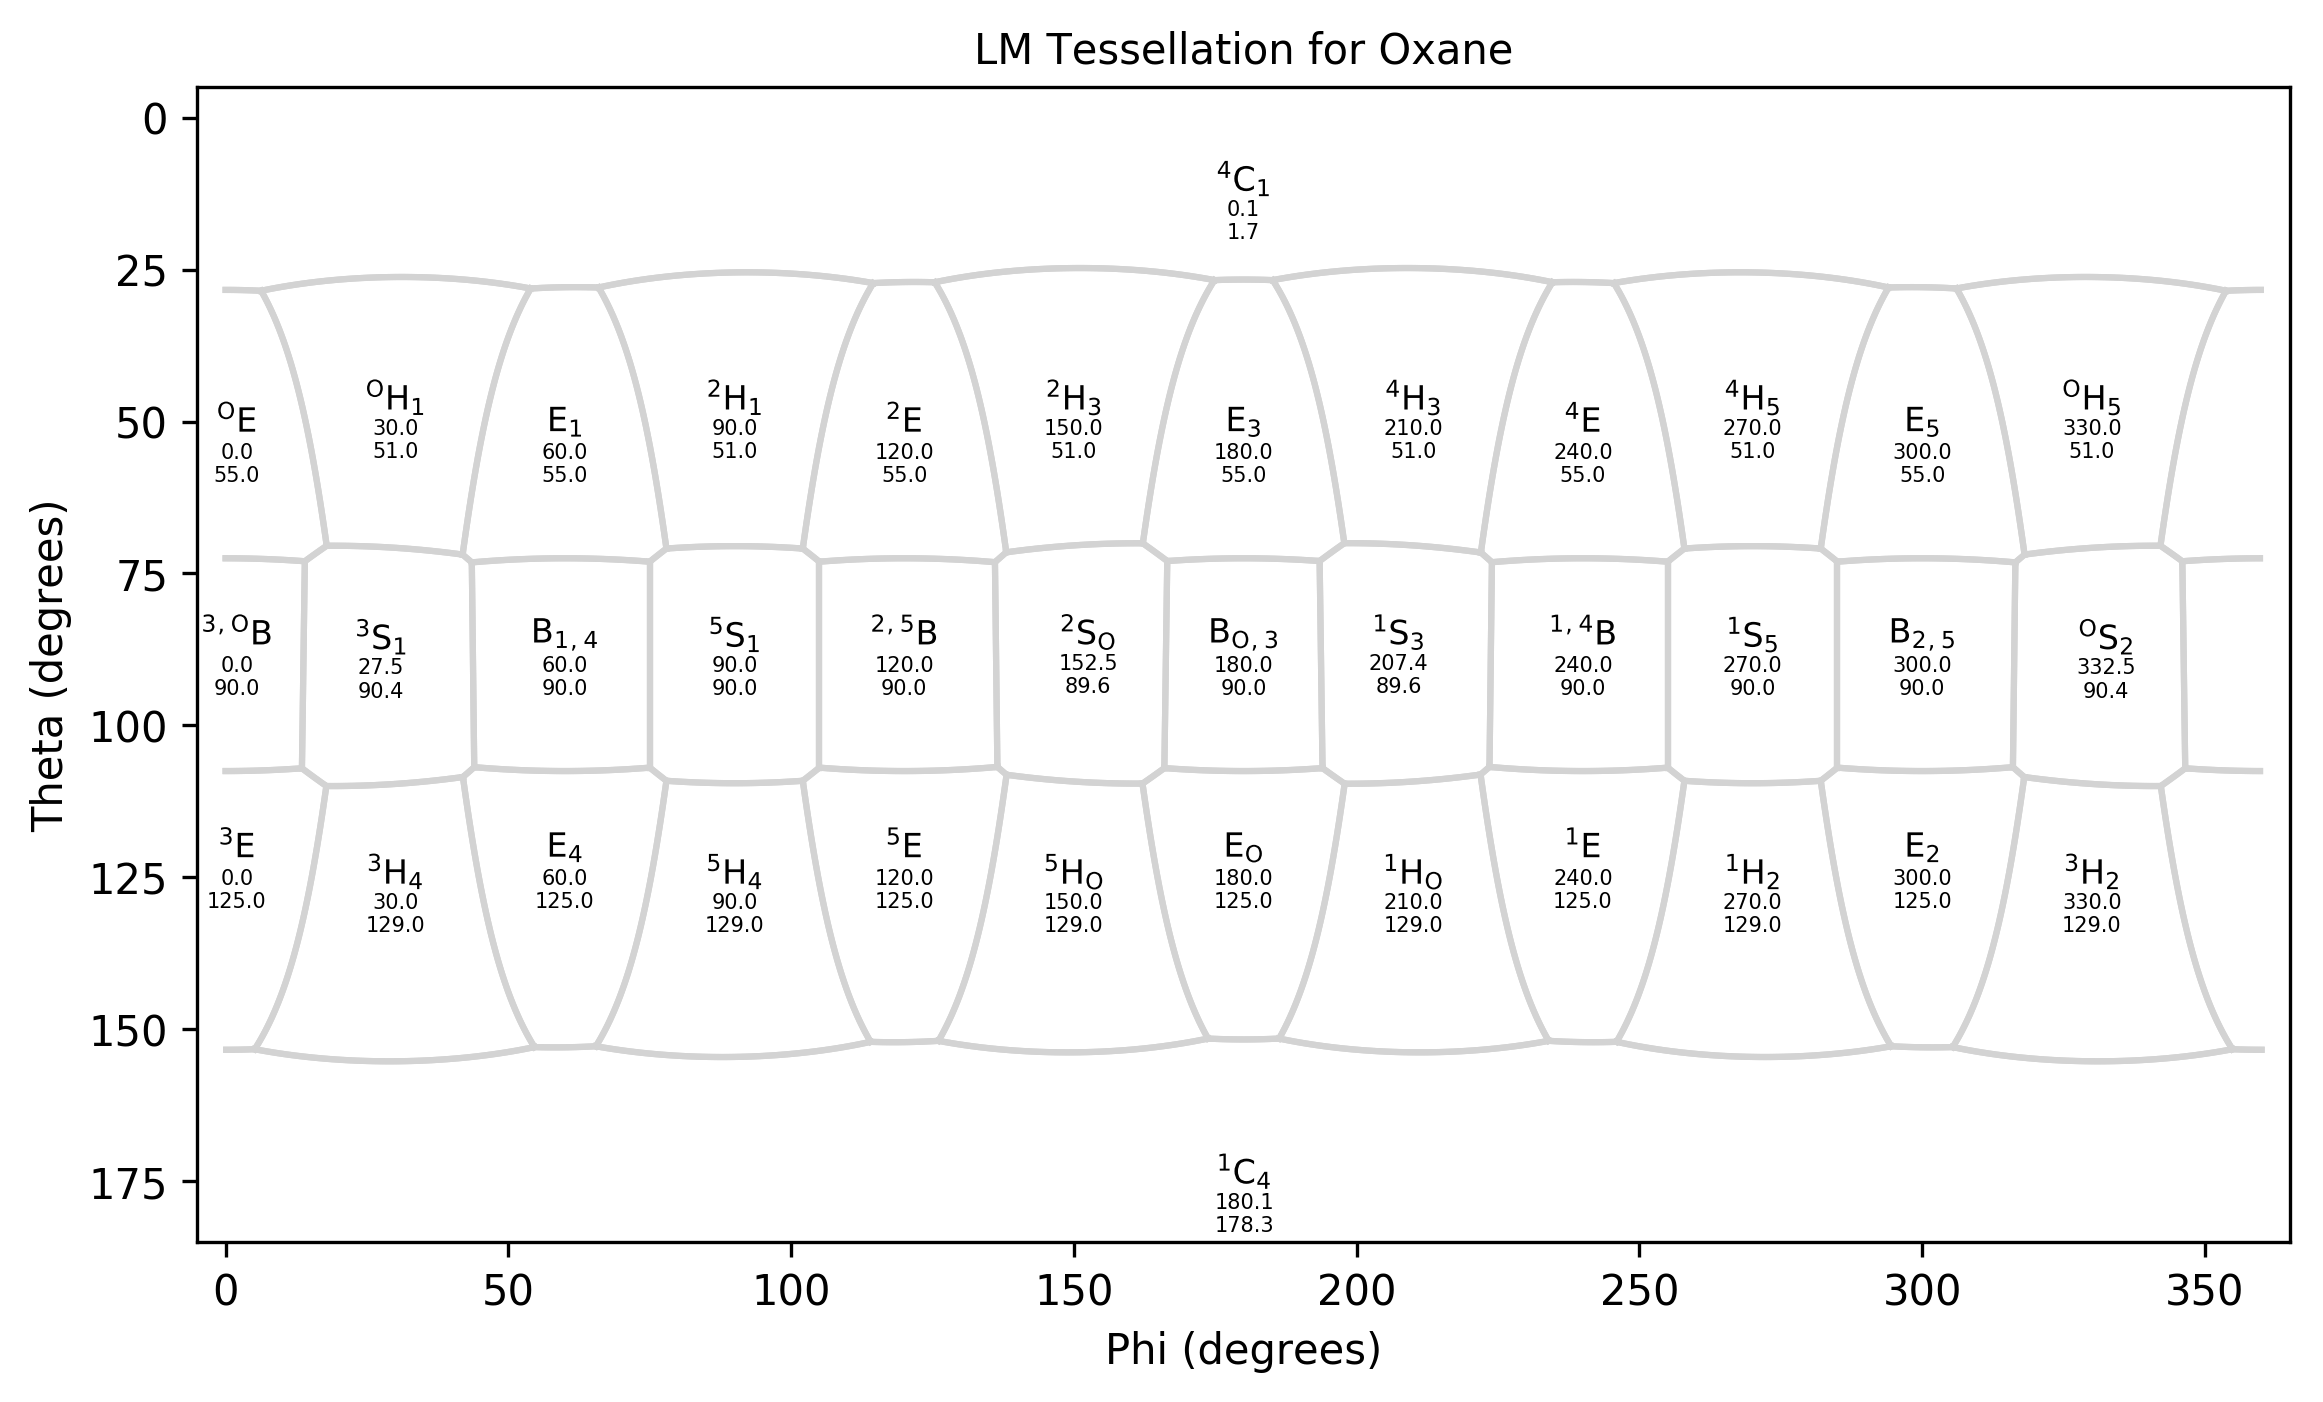 LM Tessellation for Oxane
0
⁴C₁
0.1
1.7
25
ᴼE
0.0
55.0
ᴼH₁
30.0
51.0
E₁
60.0
55.0
²H₁
90.0
51.0
²E
120.0
55.0
²H₃
150.0
51.0
E₃
180.0
55.0
⁴H₃
210.0
51.0
⁴E
240.0
55.0
⁴H₅
270.0
51.0
E₅
300.0
55.0
ᴼH₅
330.0
51.0
50
75
³,ᴼB
0.0
90.0
³S₁
27.5
90.4
B₁,₄
60.0
90.0
⁵S₁
90.0
90.0
²,⁵B
120.0
90.0
²S_O
152.5
89.6
B_O,₃
180.0
90.0
¹S₃
207.4
89.6
¹,⁴B
240.0
90.0
¹S₅
270.0
90.0
B₂,₅
300.0
90.0
ᴼS₂
332.5
90.4
100
³E
0.0
125.0
³H₄
30.0
129.0
E₄
60.0
125.0
⁵H₄
90.0
129.0
⁵E
120.0
125.0
⁵H_O
150.0
129.0
E_O
180.0
125.0
¹H_O
210.0
129.0
¹E
240.0
125.0
¹H₂
270.0
129.0
E₂
300.0
125.0
³H₂
330.0
129.0
125
150
175
¹C₄
180.1
178.3
Theta (degrees)
0 50 100 150 200 250 300 350
Phi (degrees)